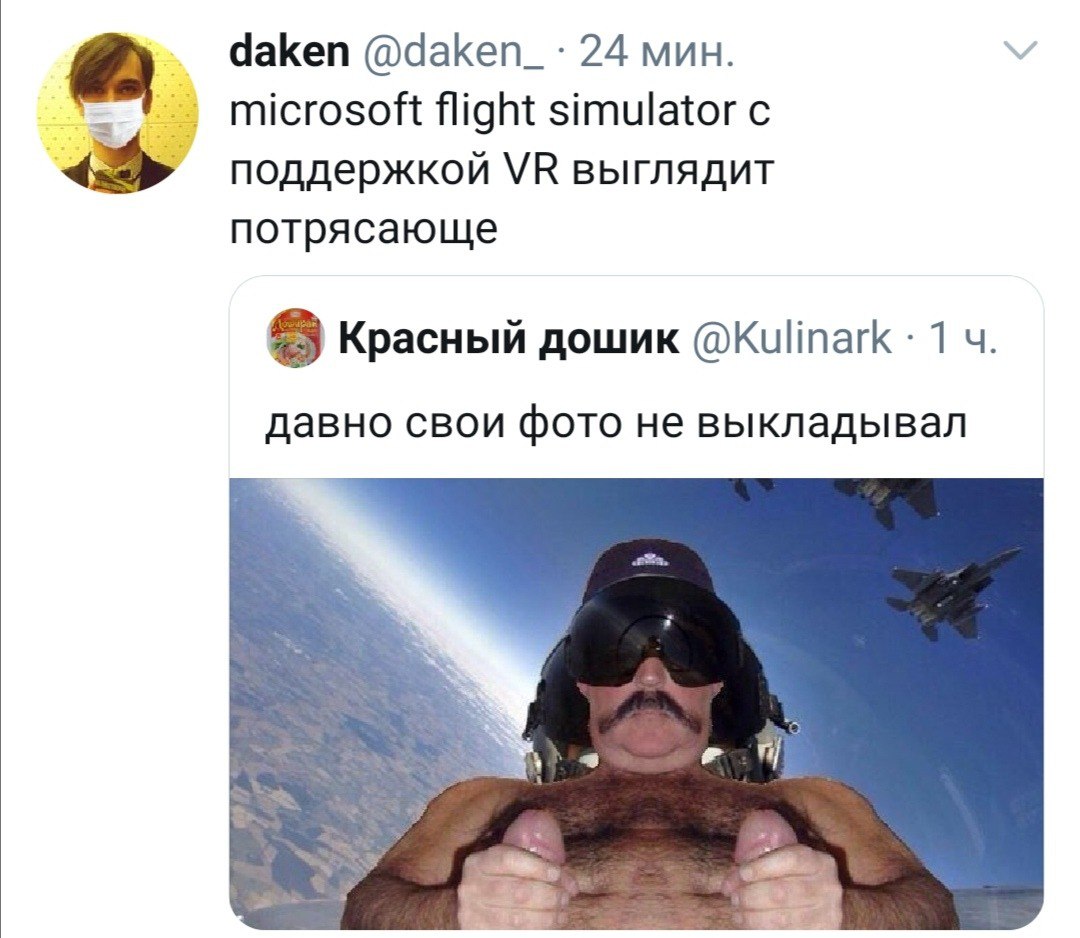 daken @daken_ · 24 мин.
microsoft flight simulator с
поддержкой VR выглядит
потрясающе
Красный дошик @Kulinark · 1 ч.
давно свои фото не выкладывал